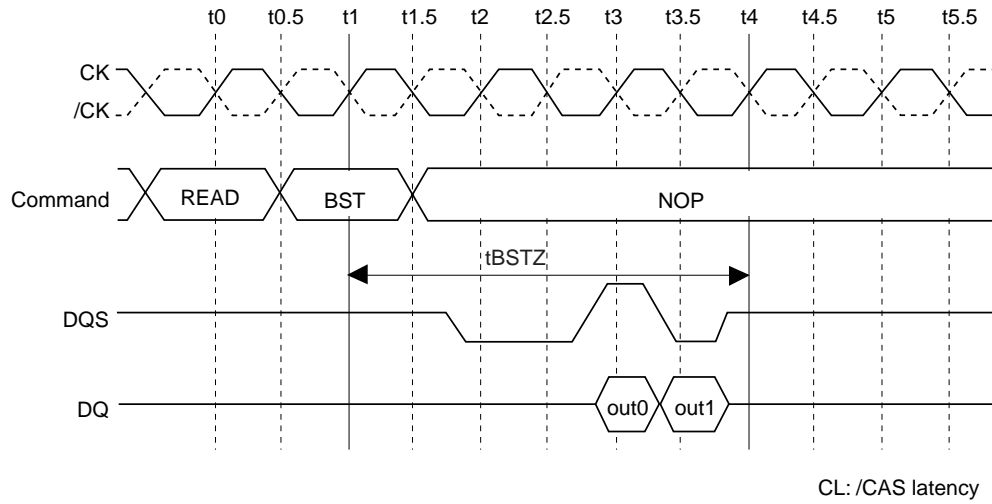 t0 t0.5 t1 t1.5 t2 t2.5 t3 t3.5 t4 t4.5 t5 t5.5
CK
/CK
Command READ BST NOP
tBSTZ
DQS
DQ out0 out1
CL: /CAS latency